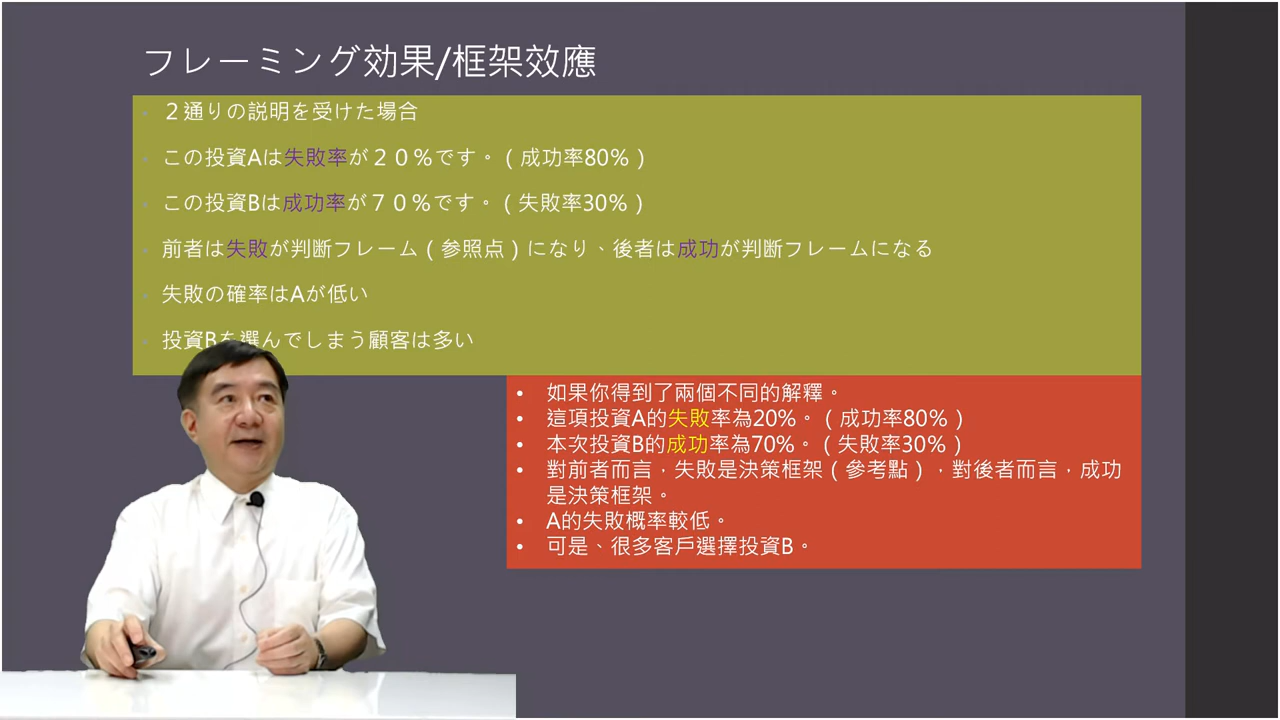 フレーミング効果/框架效應
２通りの説明を受けた場合
この投資Aは失敗率が２０%です。（成功率80%）
この投資Bは成功率が７０%です。（失敗率30%）
前者は失敗が判断フレーム（参照点）になり、後者は成功が判断フレームになる
失敗の確率はAが低い
投資Bを選んでしまう顧客は多い
• 如果你得到了兩個不同的解釋。
• 這項投資A的失敗率為20%。（成功率80%）
• 本次投資B的成功率為70%。（失敗率30%）
• 對前者而言，失敗是決策框架（參考點），對後者而言，成功
是決策框架。
• A的失敗概率較低。
• 可是、很多客戶選擇投資B。